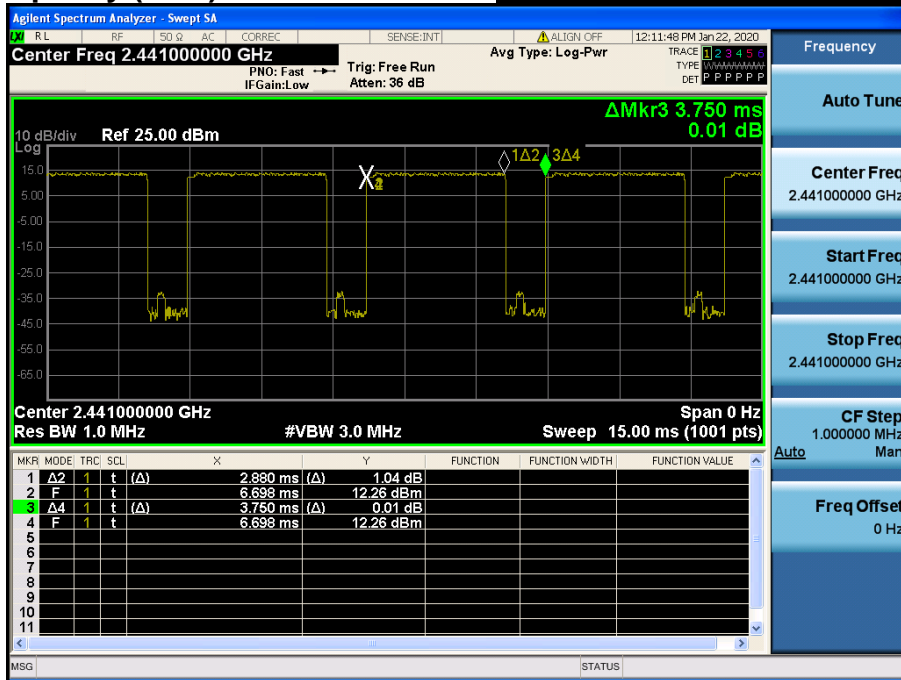 Agilent Spectrum Analyzer - Swept SA
LXI RL RF 50 Ω AC CORREC SENSE:INT ALIGN OFF 12:11:48 PM Jan 22, 2020
Center Freq 2.441000000 GHz Avg Type: Log-Pwr TRACE 1 2 3 4 5 6
PNO: Fast Trig: Free Run TYPE
IFGain:Low Atten: 36 dB DET P P P P P P
ΔMkr3 3.750 ms
0.01 dB
10 dB/div Ref 25.00 dBm
Log
1Δ2 3Δ4
15.0
5.00
-5.00
-15.0
-25.0
-35.0
-45.0
-55.0
-65.0
Center 2.441000000 GHz Span 0 Hz
Res BW 1.0 MHz #VBW 3.0 MHz Sweep 15.00 ms (1001 pts)
MKR MODE TRC SCL X Y FUNCTION FUNCTION WIDTH FUNCTION VALUE
1 Δ2 1 t (Δ) 2.880 ms (Δ) 1.04 dB
2 F 1 t 6.698 ms 12.26 dBm
3 Δ4 1 t (Δ) 3.750 ms (Δ) 0.01 dB
4 F 1 t 6.698 ms 12.26 dBm
5
6
7
8
9
10
11
MSG STATUS
Frequency
Auto Tune
Center Freq
2.441000000 GHz
Start Freq
2.441000000 GHz
Stop Freq
2.441000000 GHz
CF Step
1.000000 MHz
Auto Man
Freq Offset
0 Hz